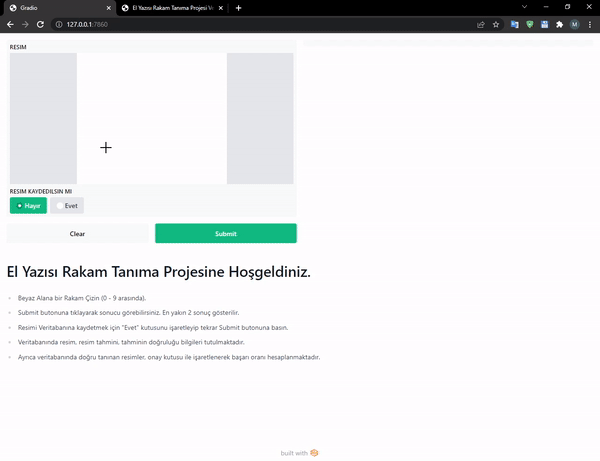 Gradio
El Yazısı Rakam Tanıma Projesi Ve
127.0.0.1:7860
M
RESIM
RESIM KAYDEDILSIN MI
Hayır
Evet
Clear
Submit
El Yazısı Rakam Tanıma Projesine Hoşgeldiniz.
Beyaz Alana bir Rakam Çizin (0 - 9 arasında).
Submit butonuna tıklayarak sonucu görebilirsiniz. En yakın 2 sonuç gösterilir.
Resimi Veritabanına kaydetmek için "Evet" kutusunu işaretleyip tekrar Submit butonuna basın.
Veritabanında resim, resim tahmini, tahminin doğruluğu bilgileri tutulmaktadır.
Ayrıca veritabanında doğru tanınan resimler, onay kutusu ile işaretlenerek başarı oranı hesaplanmaktadır.
built with